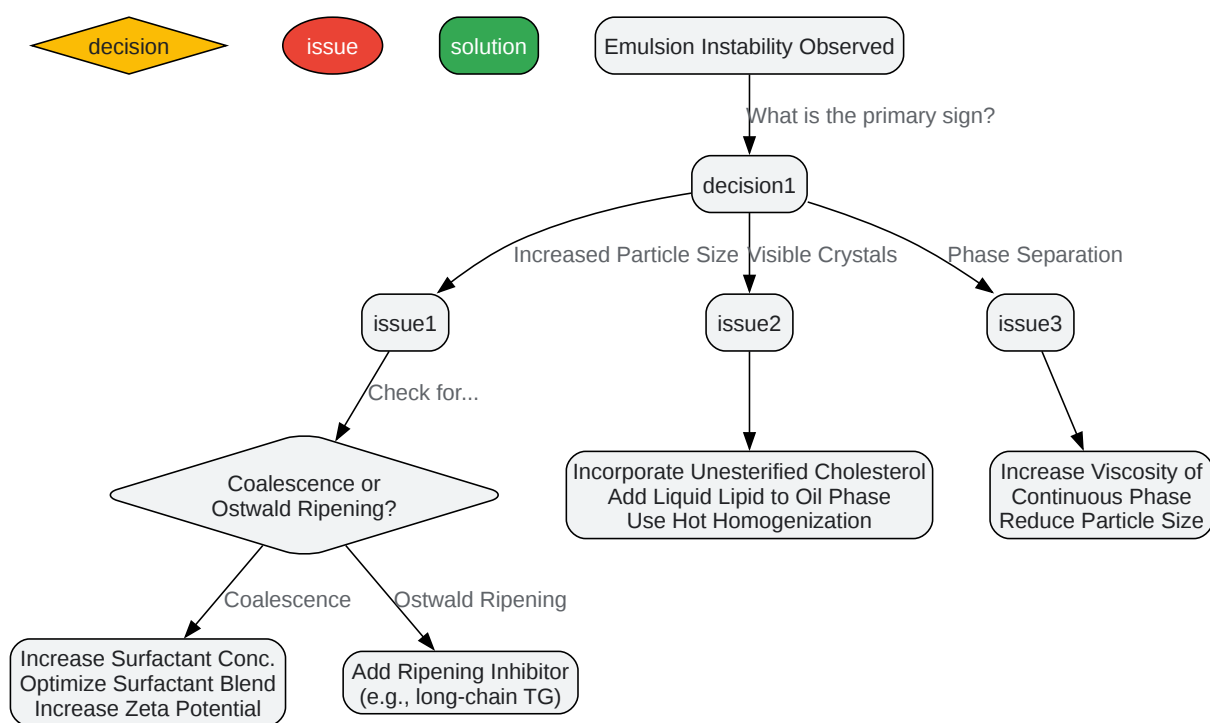 decision
issue
solution
Emulsion Instability Observed
What is the primary sign?
decision1
Increased Particle Size
Visible Crystals
Phase Separation
issue1
issue2
issue3
Check for...
Coalescence or
Ostwald Ripening?
Incorporate Unesterified Cholesterol
Add Liquid Lipid to Oil Phase
Use Hot Homogenization
Increase Viscosity of
Continuous Phase
Reduce Particle Size
Coalescence
Ostwald Ripening
Increase Surfactant Conc.
Optimize Surfactant Blend
Increase Zeta Potential
Add Ripening Inhibitor
(e.g., long-chain TG)